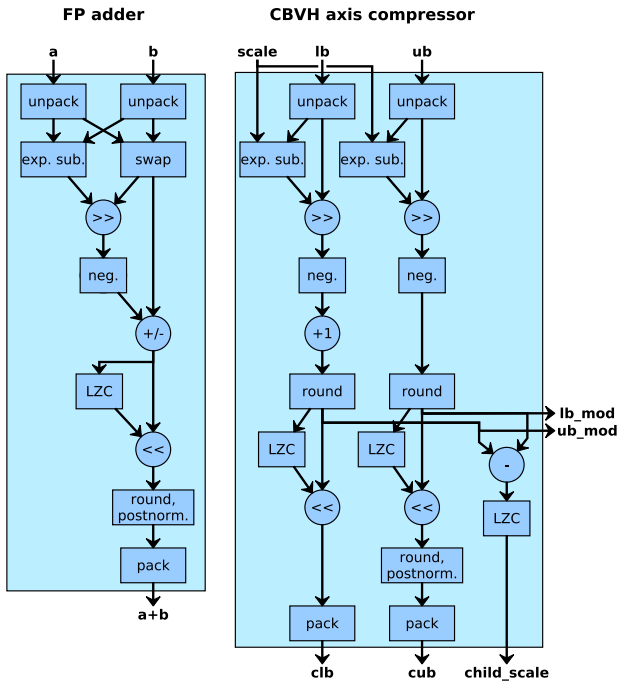 FP adder
CBVH axis compressor
a
b
scale
lb
ub
unpack
unpack
unpack
unpack
exp. sub.
swap
exp. sub.
exp. sub.
>>
>>
>>
neg.
neg.
neg.
+/-
+1
LZC
round
round
lb_mod
ub_mod
<<
LZC
LZC
-
round,
postnorm.
<<
<<
LZC
pack
round,
postnorm.
a+b
pack
pack
clb
cub
child_scale